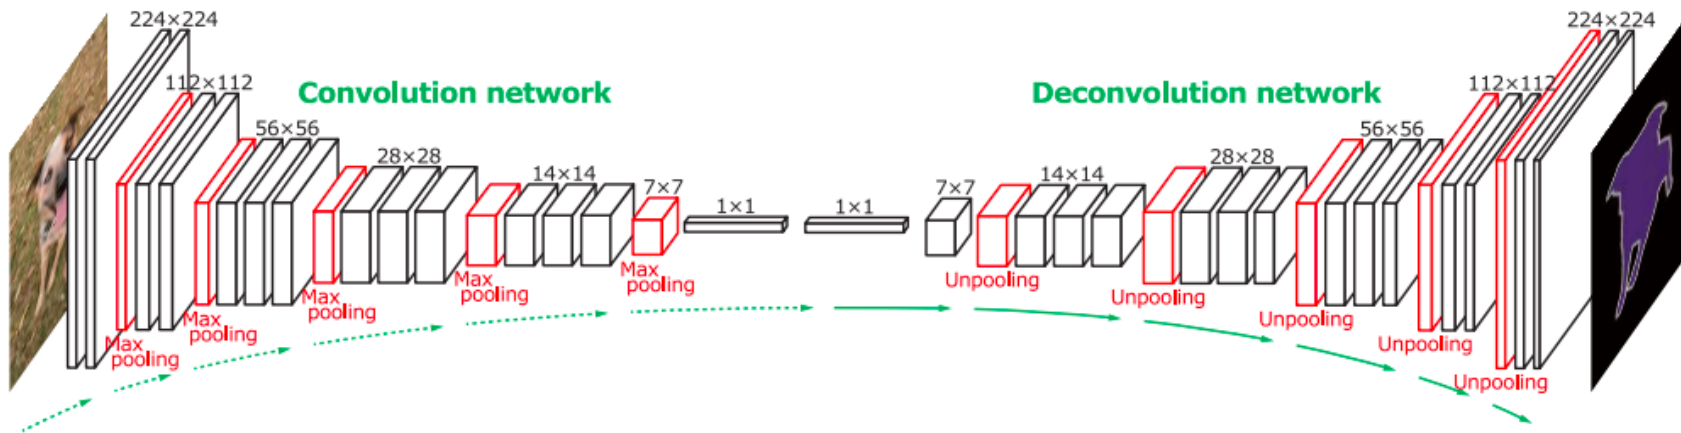 224×224
112×112
56×56
Convolution network
28×28
14×14
7×7
1×1
1×1
7×7
14×14
Deconvolution network
28×28
56×56
112×112
224×224
Max
pooling
Max
pooling
Max
pooling
Max
pooling
Max
pooling
Unpooling
Unpooling
Unpooling
Unpooling
Unpooling